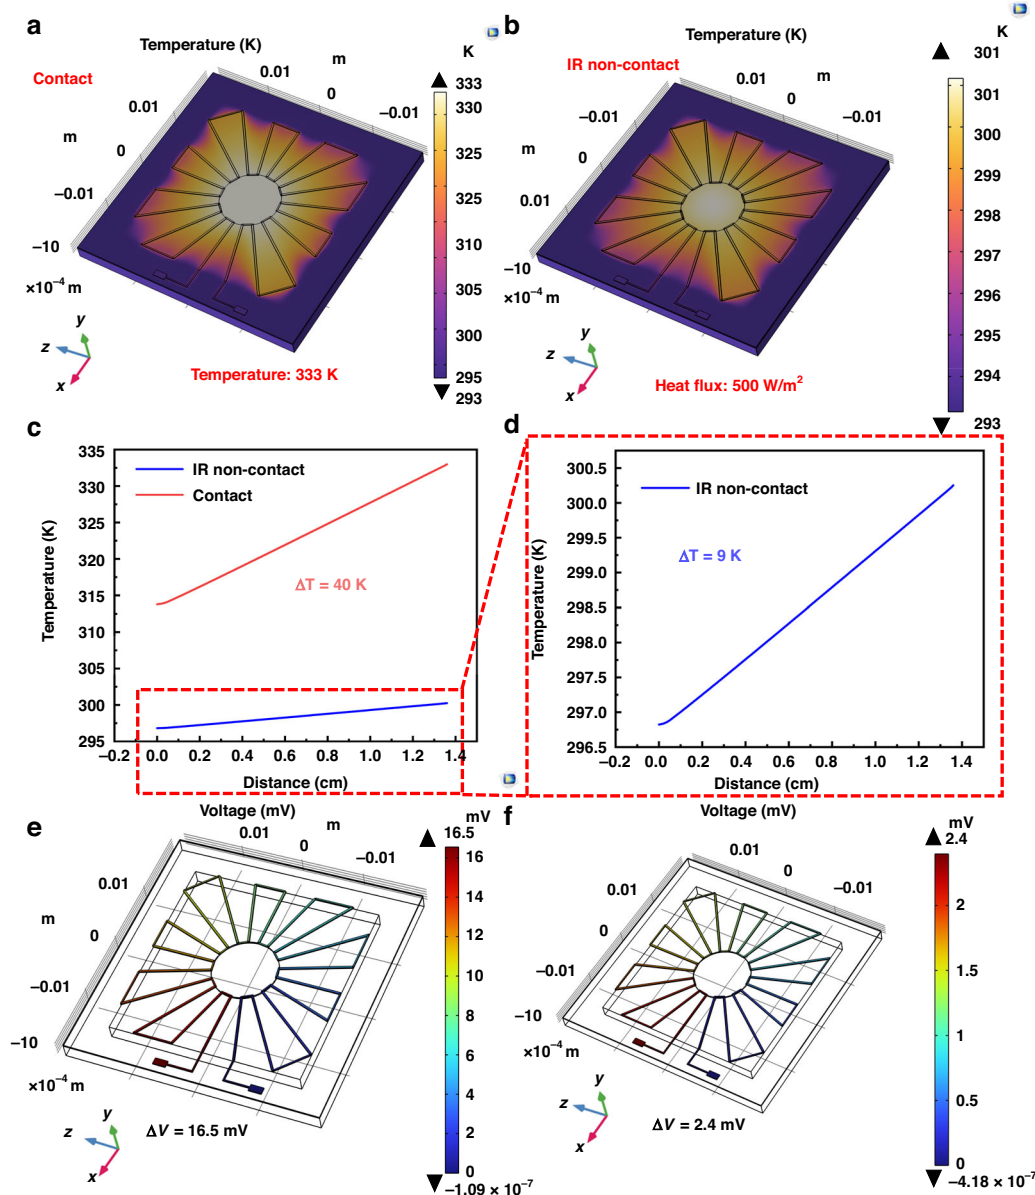 a
Temperature (K)
Contact
m
0.01
0
−0.01
0.01
m
0
−0.01
−10
×10⁻⁴ m
y
z
x
Temperature: 333 K
K
333
330
325
320
315
310
305
300
295
293
b
Temperature (K)
IR non-contact
m
0.01
0
−0.01
−0.01
m
0
0.01
−10
×10⁻⁴ m
y
z
x
Heat flux: 500 W/m²
K
301
301
300
299
298
297
296
295
294
293
c
335
330
325
320
315
310
305
300
295
Temperature (K)
IR non-contact
Contact
ΔT = 40 K
−0.2 0.0 0.2 0.4 0.6 0.8 1.0 1.2 1.4
Distance (cm)
d
300.5
300.0
299.5
299.0
298.5
298.0
297.5
297.0
296.5
Temperature (K)
IR non-contact
ΔT = 9 K
−0.2 0.0 0.2 0.4 0.6 0.8 1.0 1.2 1.4
Distance (cm)
e
Voltage (mV)
m
0.01
0
−0.01
0.01
m
0
−0.01
−10
×10⁻⁴ m
y
z
x
ΔV = 16.5 mV
mV
16.5
16
14
12
10
8
6
4
2
0
−1.09 × 10⁻⁷
f
Voltage (mV)
0.01
0
−0.01
0.01
0
−0.01
−10
×10⁻⁴ m
y
z
x
ΔV = 2.4 mV
mV
2.4
2
1.5
1
0.5
0
−4.18 × 10⁻⁷